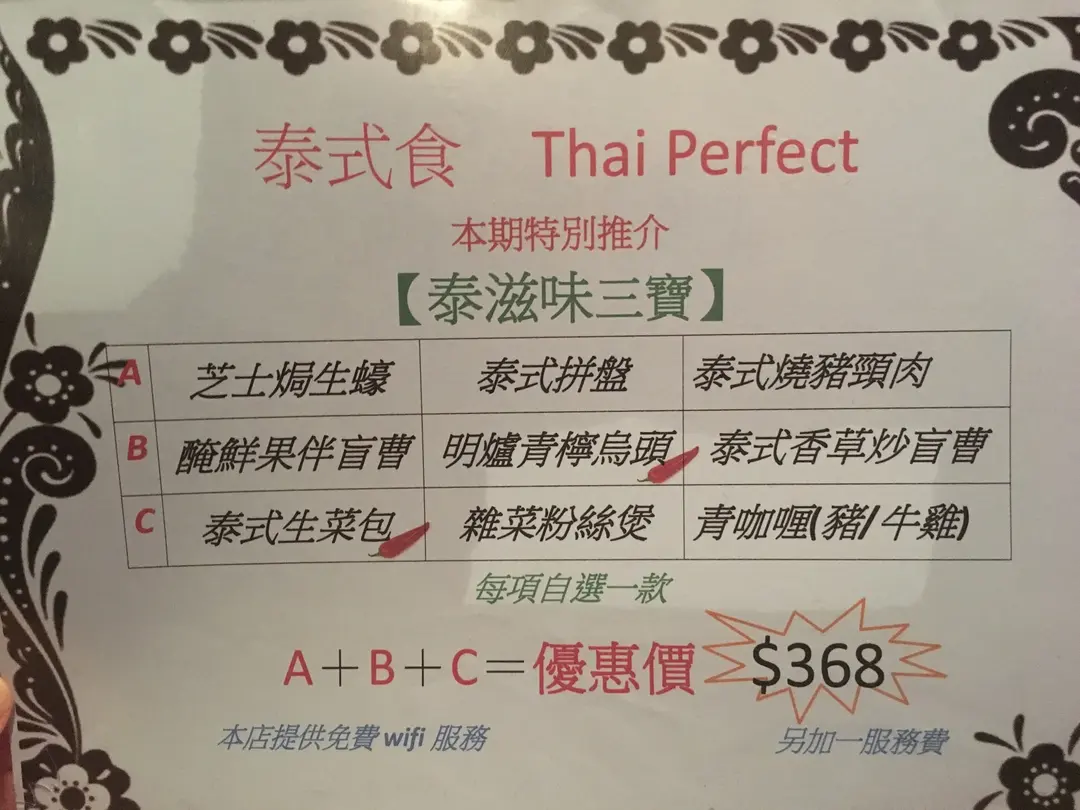 泰式食 Thai Perfect
本期特別推介
【泰滋味三寶】
A 芝士焗生蠔 泰式拼盤 泰式燒豬頸肉
B 醃鮮果伴盲曹 明爐青檸烏頭 泰式香草炒盲曹
C 泰式生菜包 雜菜粉絲煲 青咖喱(豬/牛雞)
每項自選一款
A＋B＋C＝優惠價 $368
本店提供免費 wifi 服務 另加一服務費